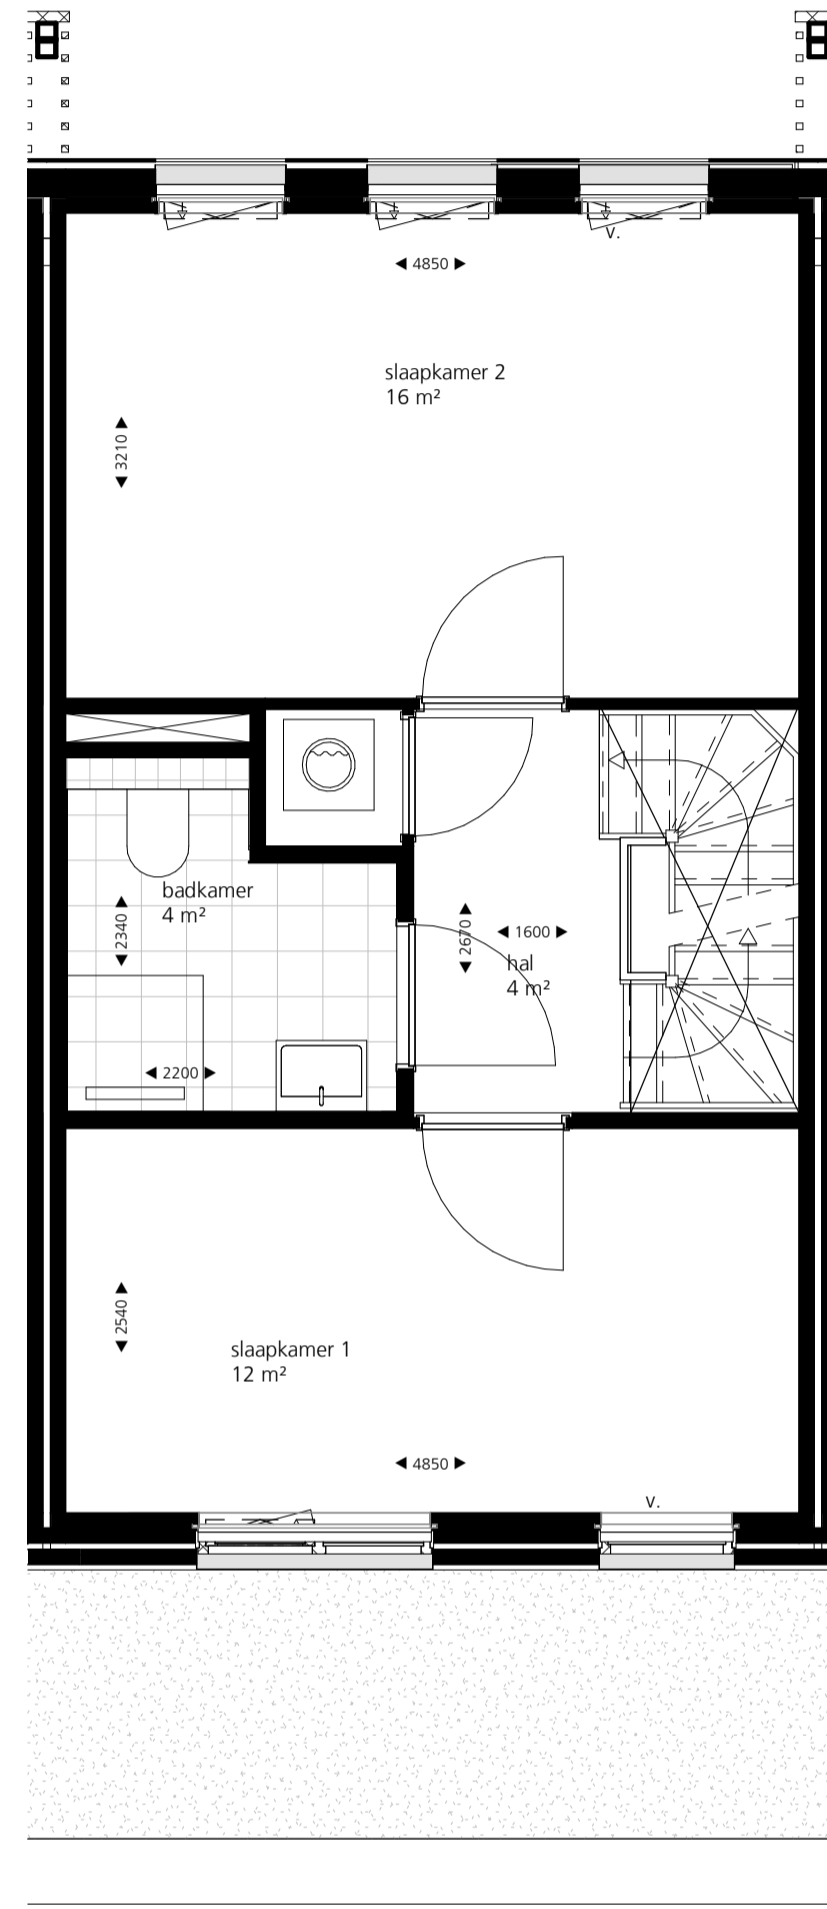 v.
4850
slaapkamer 2
16 m²
3210
badkamer
4 m²
2340
2670
1600
hal
4 m²
2200
2540
slaapkamer 1
12 m²
4850
v.